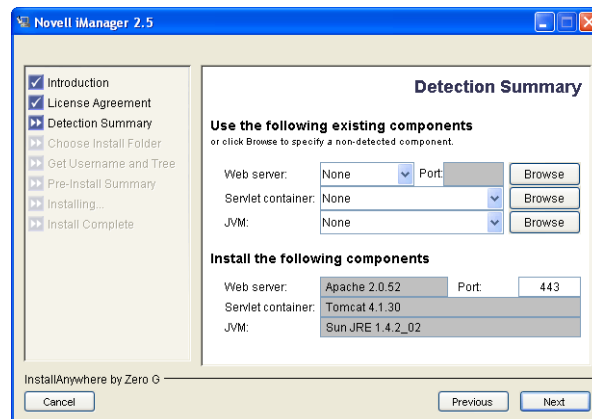 Novell iManager 2.5
Introduction
License Agreement
Detection Summary
Choose Install Folder
Get Username and Tree
Pre-Install Summary
Installing...
Install Complete
Detection Summary
Use the following existing components
or click Browse to specify a non-detected component.
Web server: None Port: Browse
Servlet container: None Browse
JVM: None Browse
Install the following components
Web server: Apache 2.0.52 Port: 443
Servlet container: Tomcat 4.1.30
JVM: Sun JRE 1.4.2_02
InstallAnywhere by Zero G
Cancel Previous Next